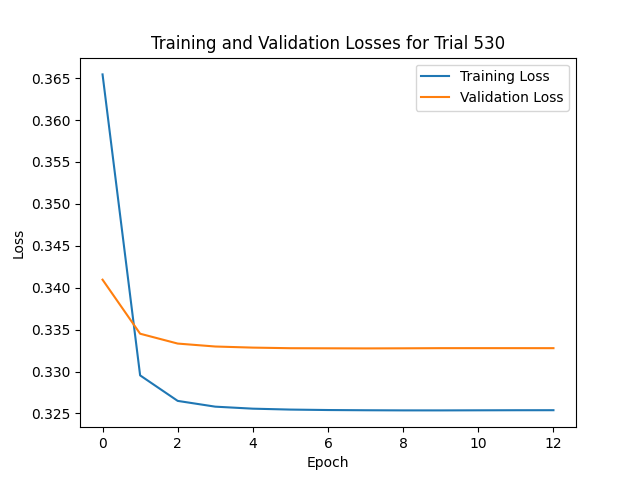 Training and Validation Losses for Trial 530
Training Loss
Validation Loss
Loss
0.365
0.360
0.355
0.350
0.345
0.340
0.335
0.330
0.325
0 2 4 6 8 10 12
Epoch